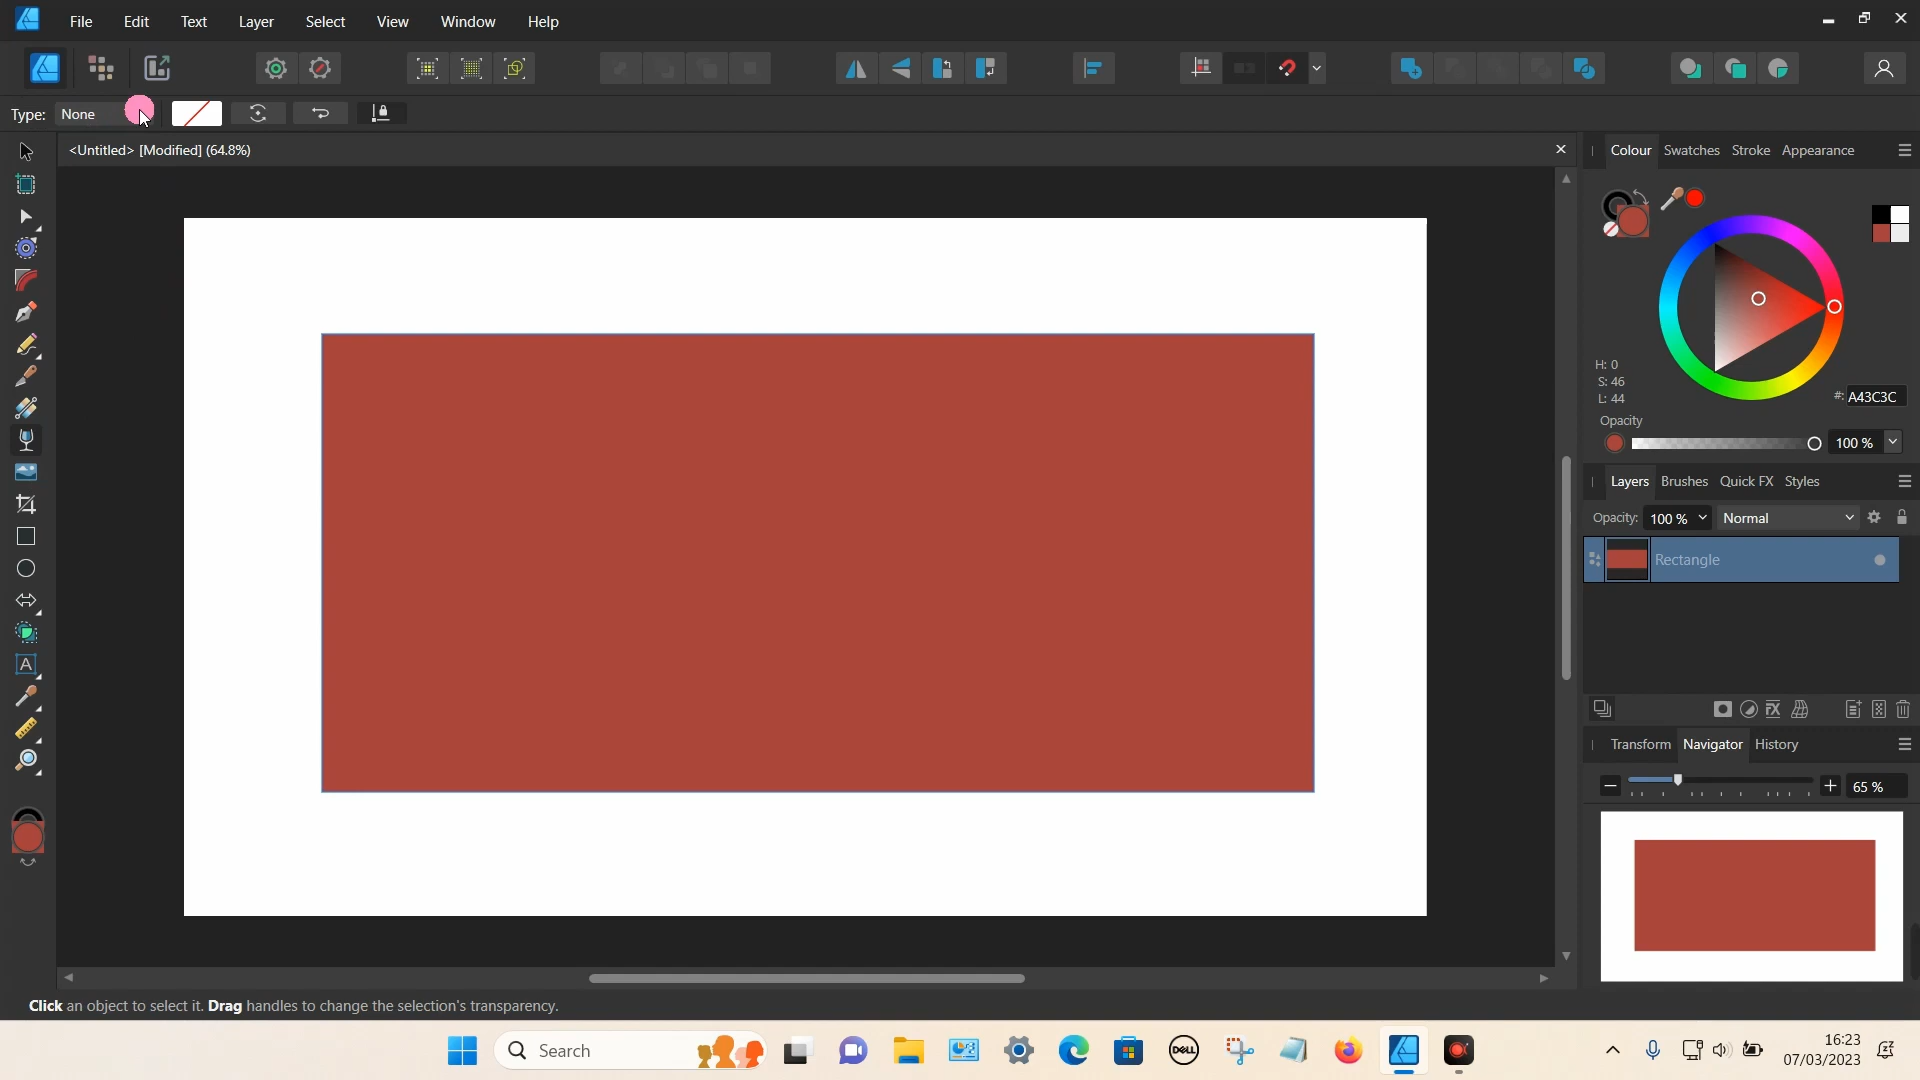 File Edit Text Layer Select View Window Help
Type: None
<Untitled> [Modified] (64.8%)
Colour Swatches Stroke Appearance
H: 0
S: 46
L: 44
#: A43C3C
Opacity
100 %
Layers Brushes Quick FX Styles
Opacity: 100 % Normal
FX
Rectangle
A
Transform Navigator History
65 %
Click an object to select it. Drag handles to change the selection's transparency.
Search
DELL
16:23
07/03/2023